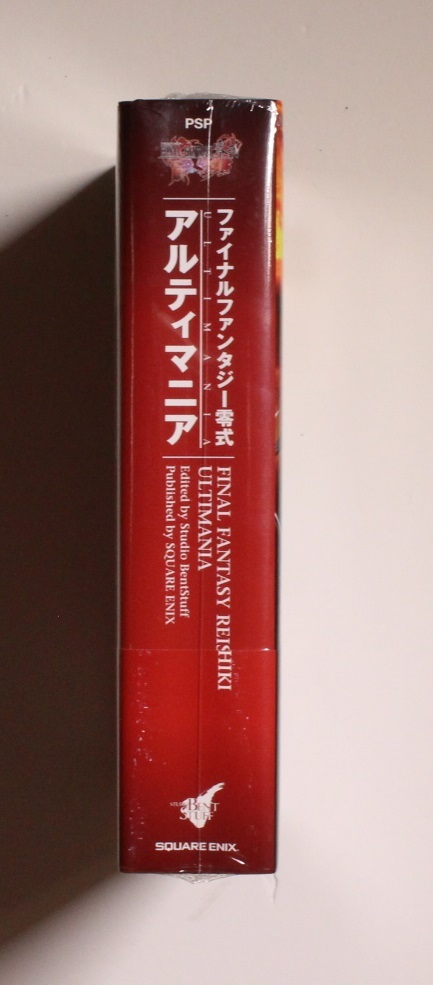 PSP
ファイナルファンタジー零式
ULTIMANIA
アルティマニア
FINAL FANTASY REISHIKI
ULTIMANIA
Edited by Studio BentStuff
Published by SQUARE ENIX
STUDIO
BENT
STUFF
SQUARE ENIX